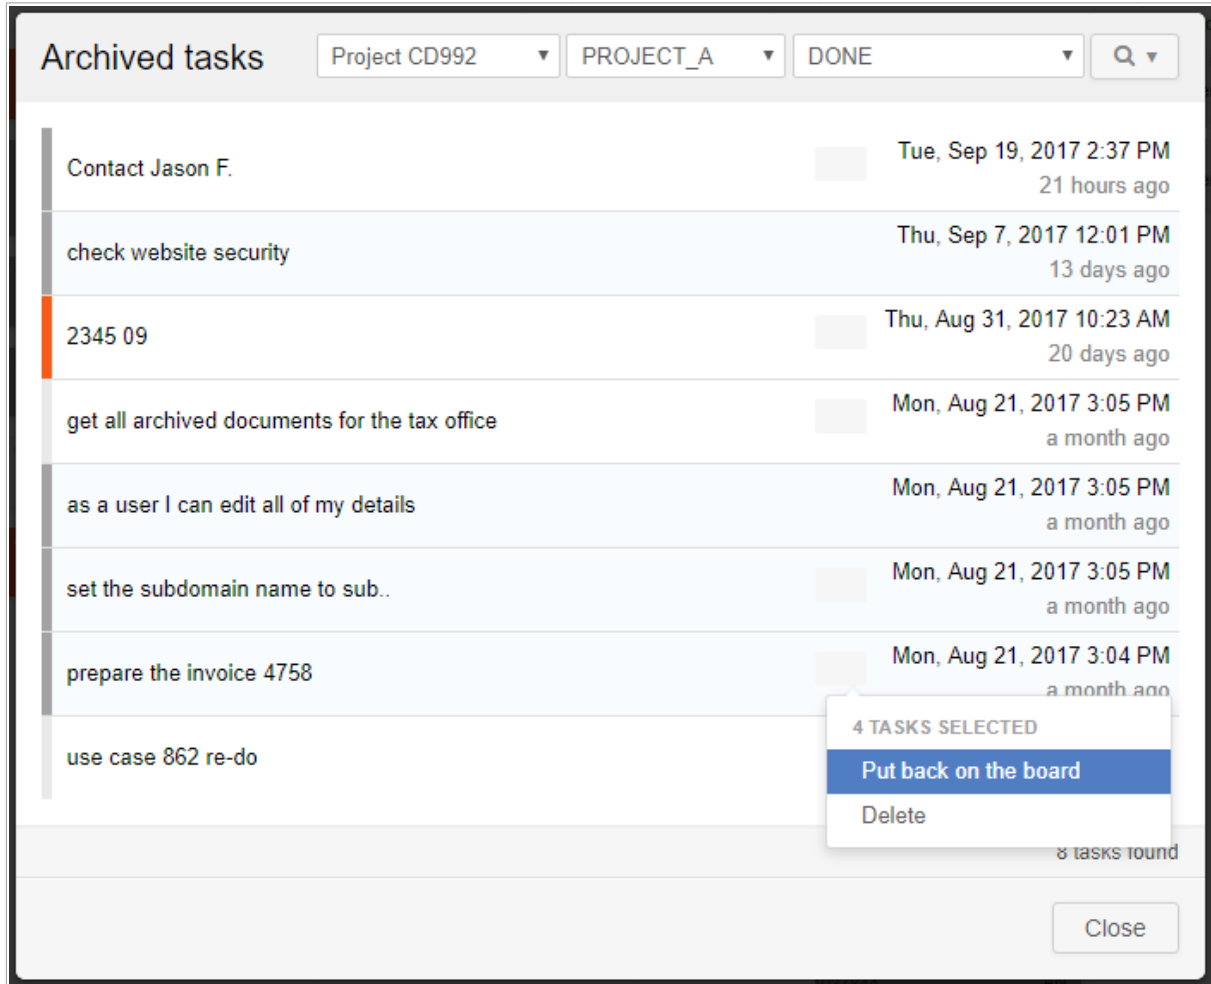 Archived tasks
Project CD992
PROJECT_A
DONE
Contact Jason F.
Tue, Sep 19, 2017 2:37 PM
21 hours ago
check website security
Thu, Sep 7, 2017 12:01 PM
13 days ago
2345 09
Thu, Aug 31, 2017 10:23 AM
20 days ago
get all archived documents for the tax office
Mon, Aug 21, 2017 3:05 PM
a month ago
as a user I can edit all of my details
Mon, Aug 21, 2017 3:05 PM
a month ago
set the subdomain name to sub..
Mon, Aug 21, 2017 3:05 PM
a month ago
prepare the invoice 4758
Mon, Aug 21, 2017 3:04 PM
a month ago
4 TASKS SELECTED
use case 862 re-do
Put back on the board
Delete
8 tasks found
Close